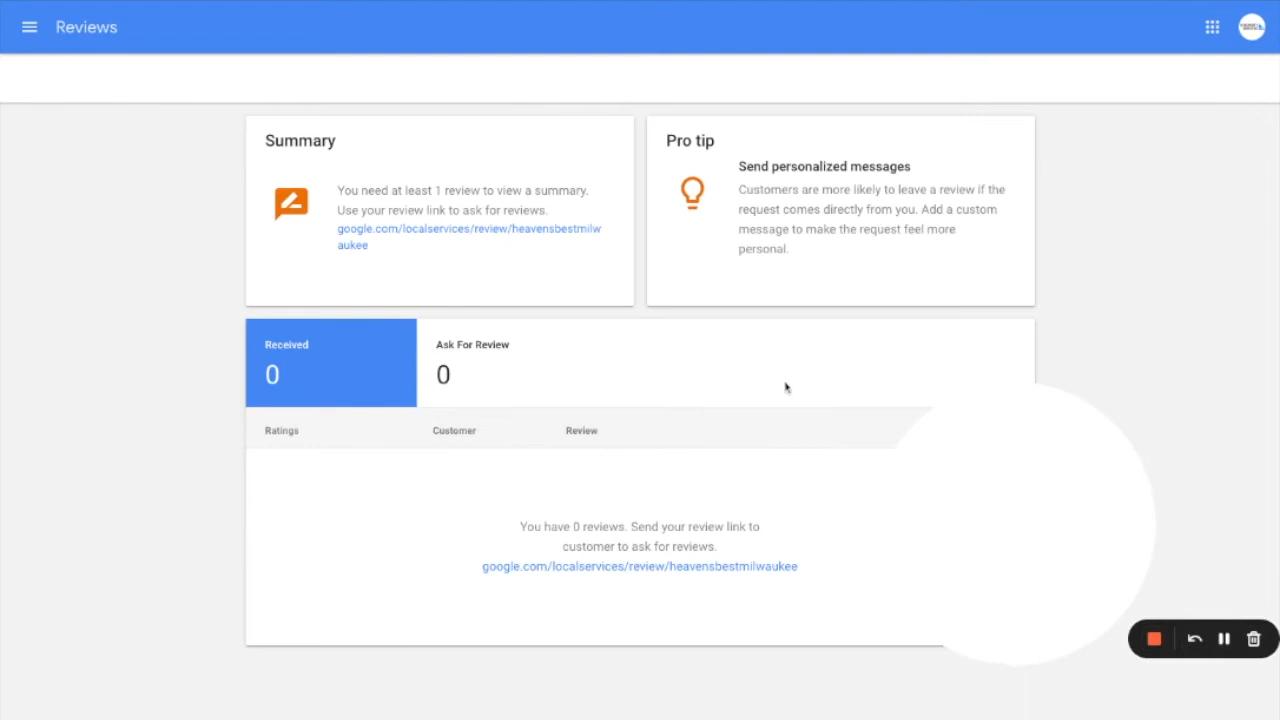 Reviews
Summary
You need at least 1 review to view a summary.
Use your review link to ask for reviews.
google.com/localservices/review/heavensbestmilw
aukee
Pro tip
Send personalized messages
Customers are more likely to leave a review if the
request comes directly from you. Add a custom
message to make the request feel more
personal.
Received
0
Ask For Review
0
Ratings
Customer
Review
You have 0 reviews. Send your review link to
customer to ask for reviews.
google.com/localservices/review/heavensbestmilwaukee